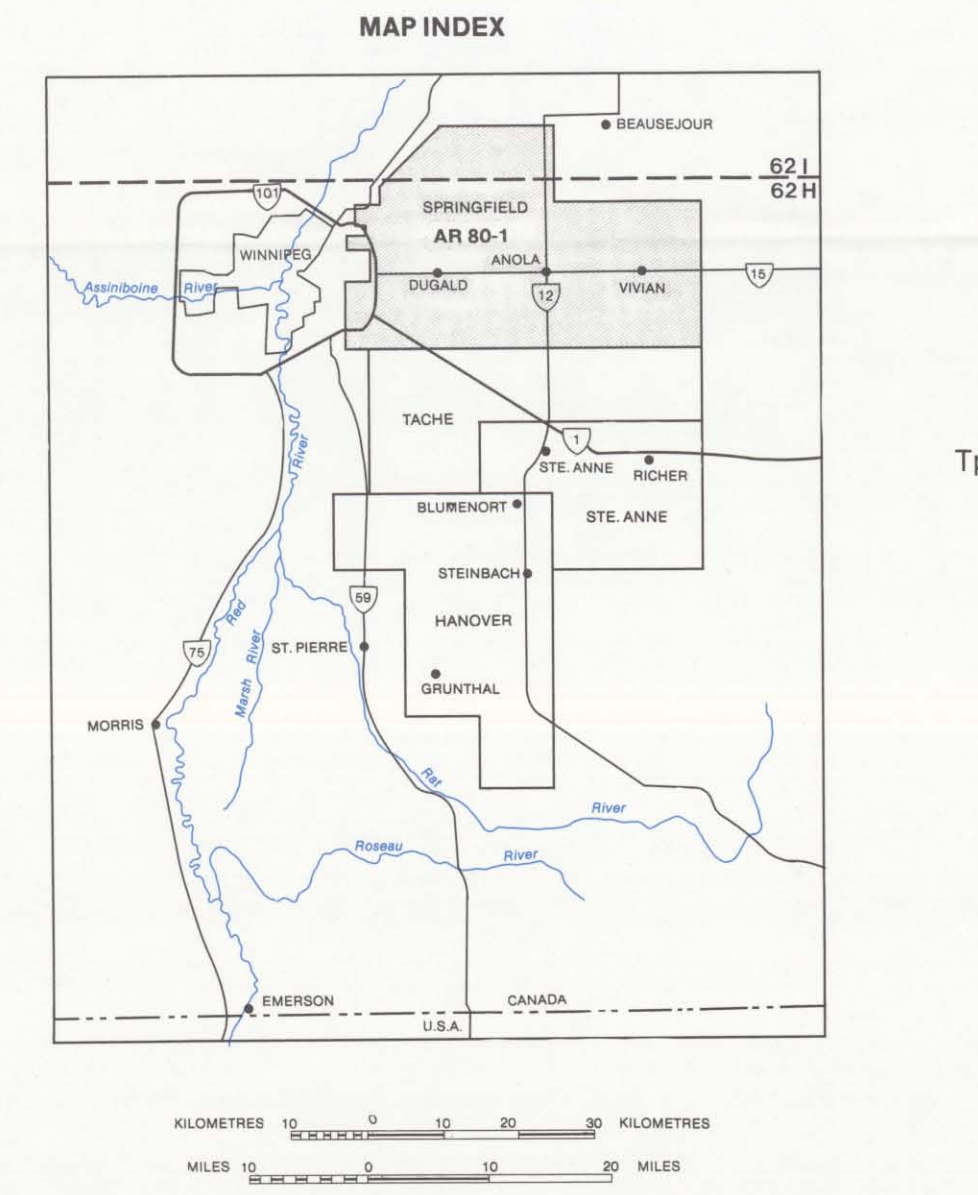 MAP INDEX
BEAUSEJOUR
62 I
62 H
101
SPRINGFIELD
AR 80-1
WINNIPEG
ANOLA
15
DUGALD
12
VIVIAN
Assiniboine River
TACHE
1
STE. ANNE
RICHER
River
BLUMENORT
STE. ANNE
STEINBACH
59
Red
HANOVER
75
Marsh River
ST. PIERRE
GRUNTHAL
MORRIS
Rat
River
Roseau
River
EMERSON
CANADA
U.S.A.
KILOMETRES 10 0 10 20 30 KILOMETRES
MILES 10 0 10 20 MILES